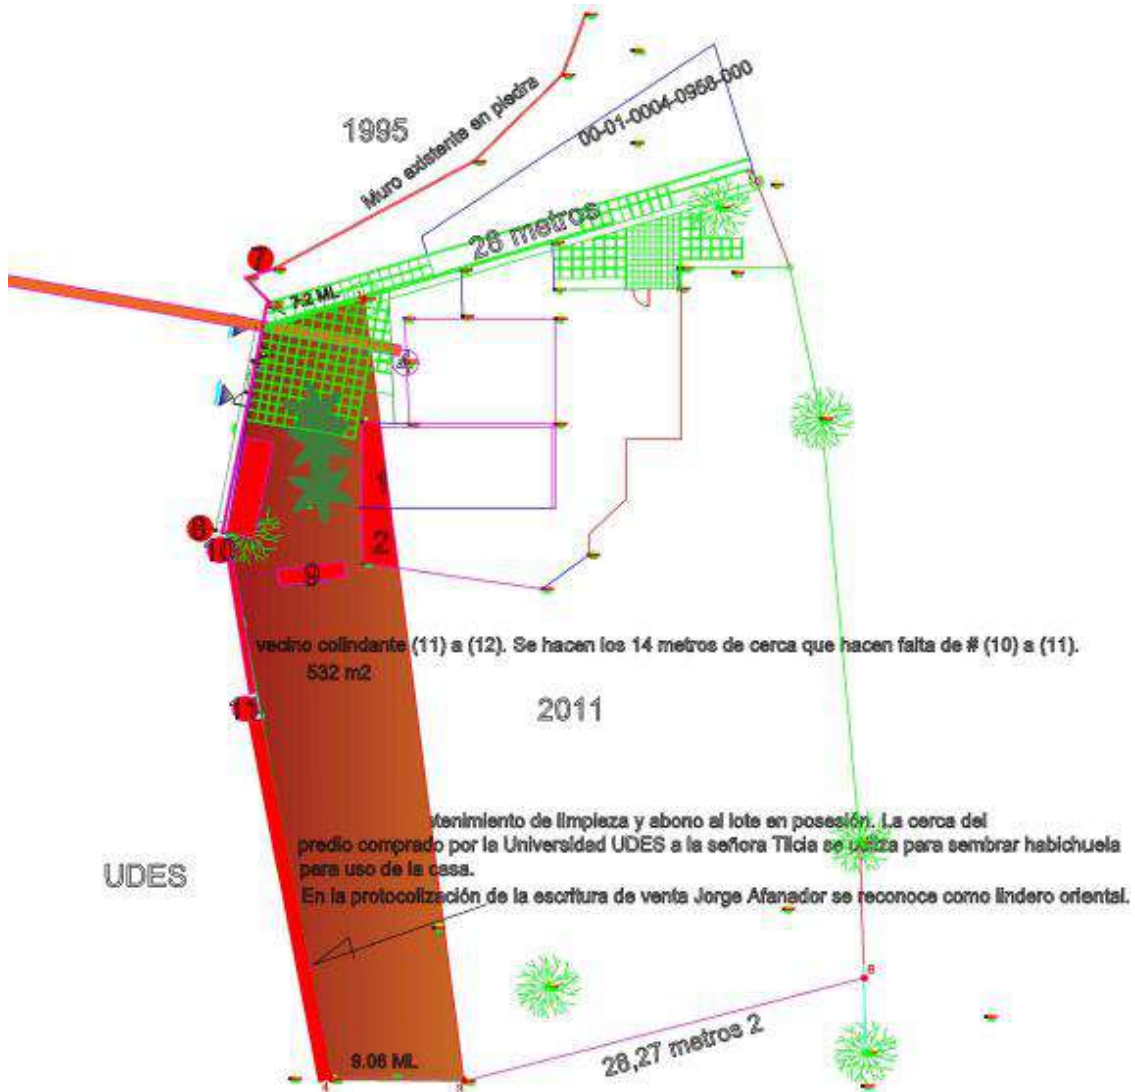 1995
Muro existente en piedra
00-01-0004-0958-000
28 metros
7
7.2 ML
1
2
8
10
9
vecino colindante (11) a (12). Se hacen los 14 metros de cerca que hacen falta de # (10) a (11).
532 m2
11
2011
tenimiento de limpieza y abono al lote en posesión. La cerca del
predio comprado por la Universidad UDES a la señora Tilcia se utiliza para sembrar habichuela
para uso de la casa.
En la protocolización de la escritura de venta Jorge Afanador se reconoce como lindero oriental.
UDES
9.06 ML
4
3
28,27 metros 2